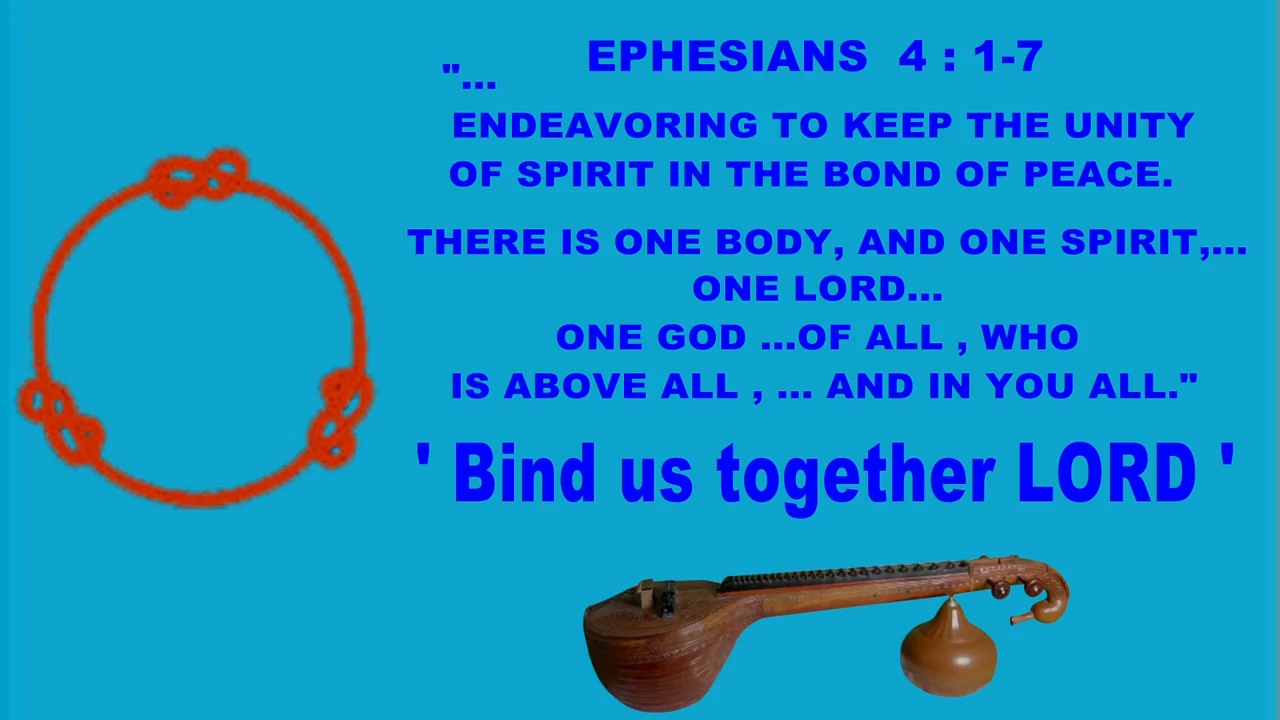 EPHESIANS 4 : 1-7
"...
ENDEAVORING TO KEEP THE UNITY
OF SPIRIT IN THE BOND OF PEACE.
THERE IS ONE BODY, AND ONE SPIRIT,...
ONE LORD...
ONE GOD ...OF ALL , WHO
IS ABOVE ALL , ... AND IN YOU ALL."
' Bind us together LORD '